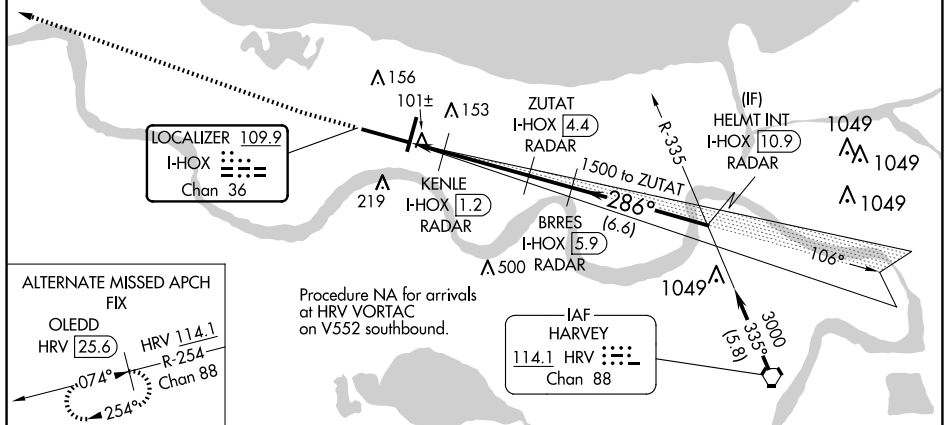 156
101±
153
LOCALIZER 109.9
I-HOX
Chan 36
219
KENLE
I-HOX 1.2
RADAR
ZUTAT
I-HOX 4.4
RADAR
1500 to ZUTAT
286°
(6.6)
BRRES
I-HOX 5.9
RADAR
500
R-335
(IF)
HELMT INT
I-HOX 10.9
RADAR
1049
1049
1049
106°
1049
3000
335°
(5.8)
Procedure NA for arrivals
at HRV VORTAC
on V552 southbound.
IAF
HARVEY
114.1 HRV
Chan 88
ALTERNATE MISSED APCH
FIX
OLEDD
HRV 25.6
HRV 114.1
R-254
Chan 88
074°
254°